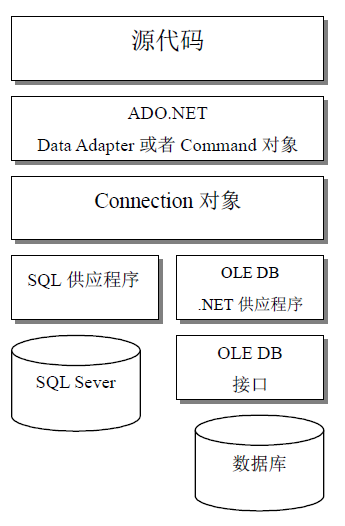 源代码
ADO.NET
Data Adapter 或者 Command 对象
Connection 对象
SQL 供应程序
OLE DB
.NET 供应程序
SQL Sever
OLE DB
接口
数据库